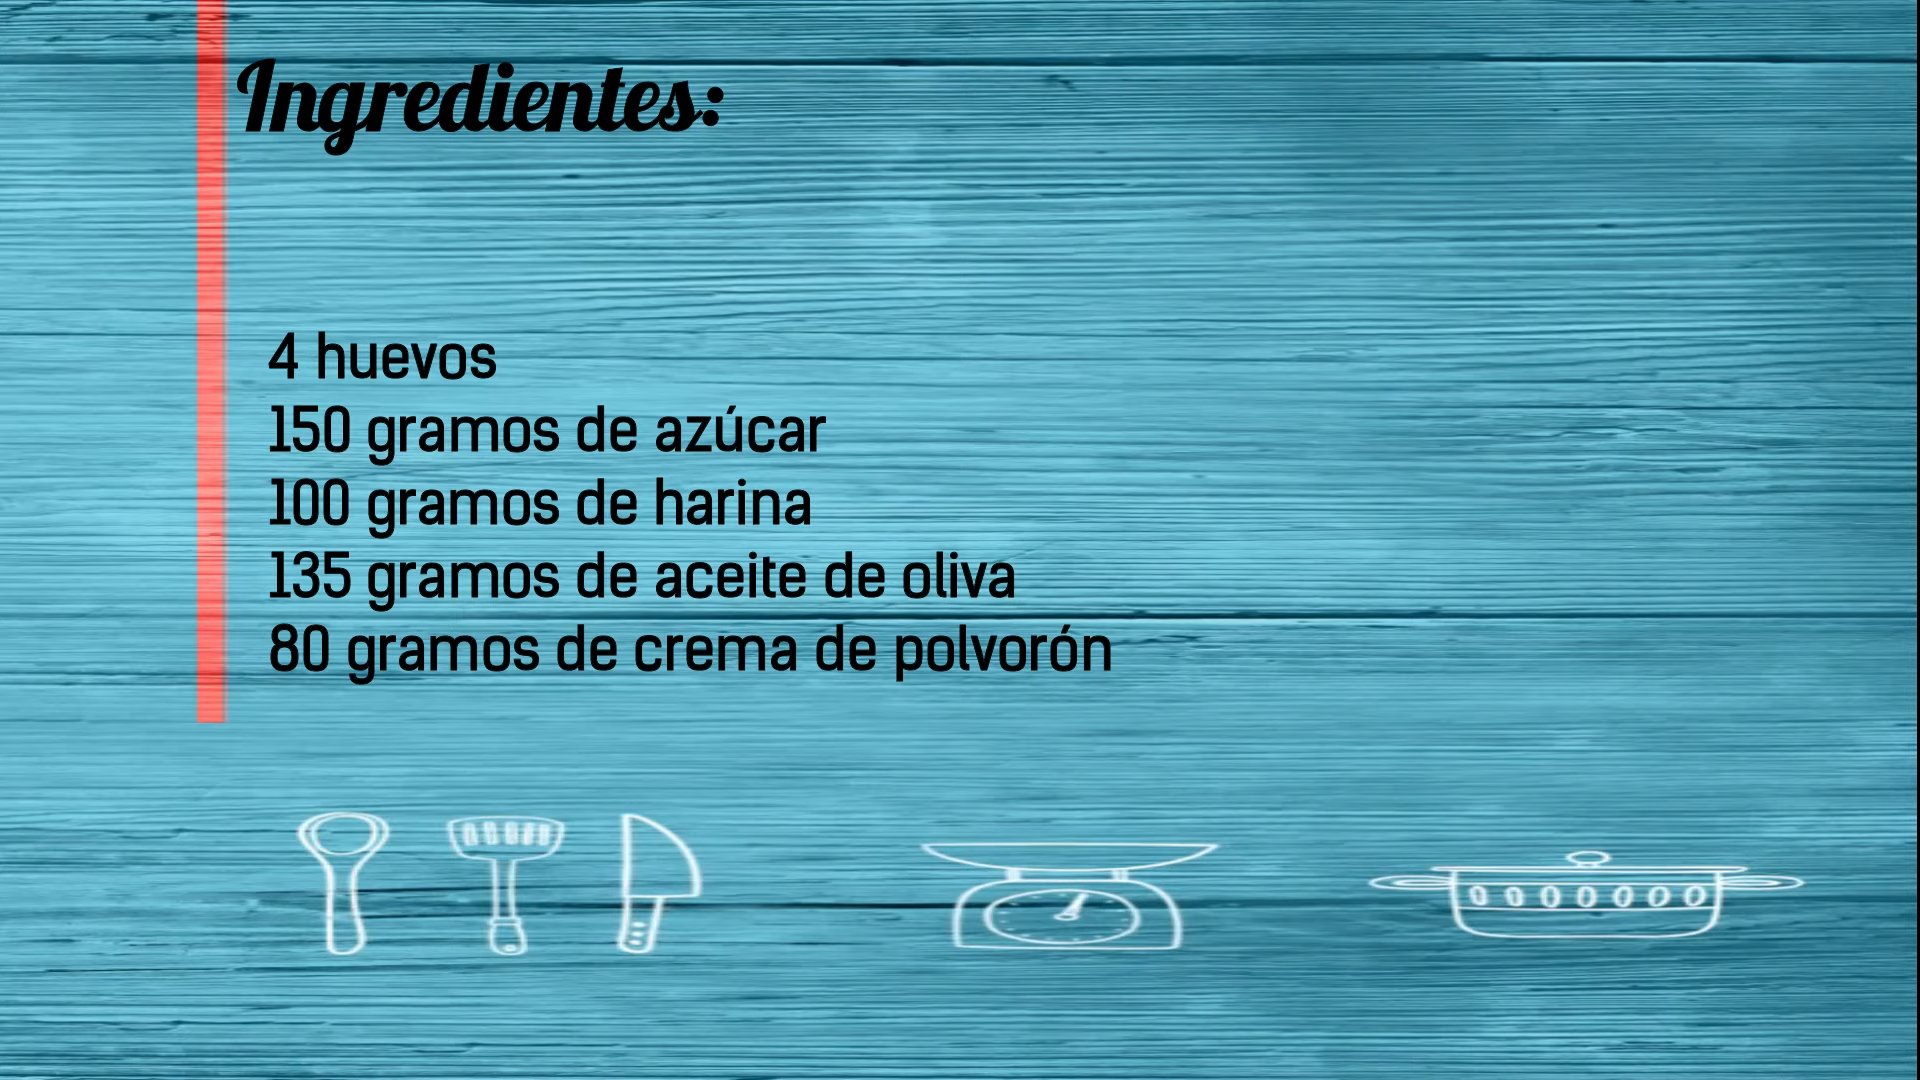 Ingredientes:
4 huevos
150 gramos de azúcar
100 gramos de harina
135 gramos de aceite de oliva
80 gramos de crema de polvorón